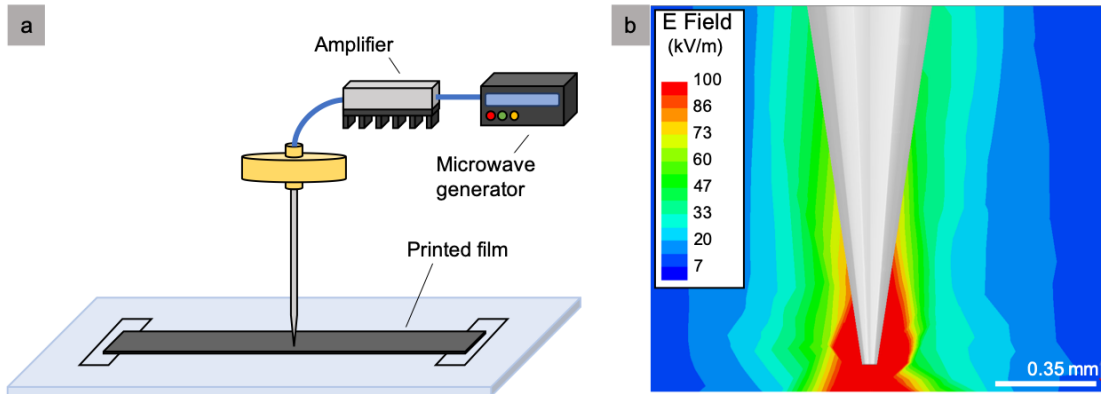 a
Amplifier
Microwave
generator
Printed film
b
E Field
(kV/m)
100
86
73
60
47
33
20
7
0.35 mm